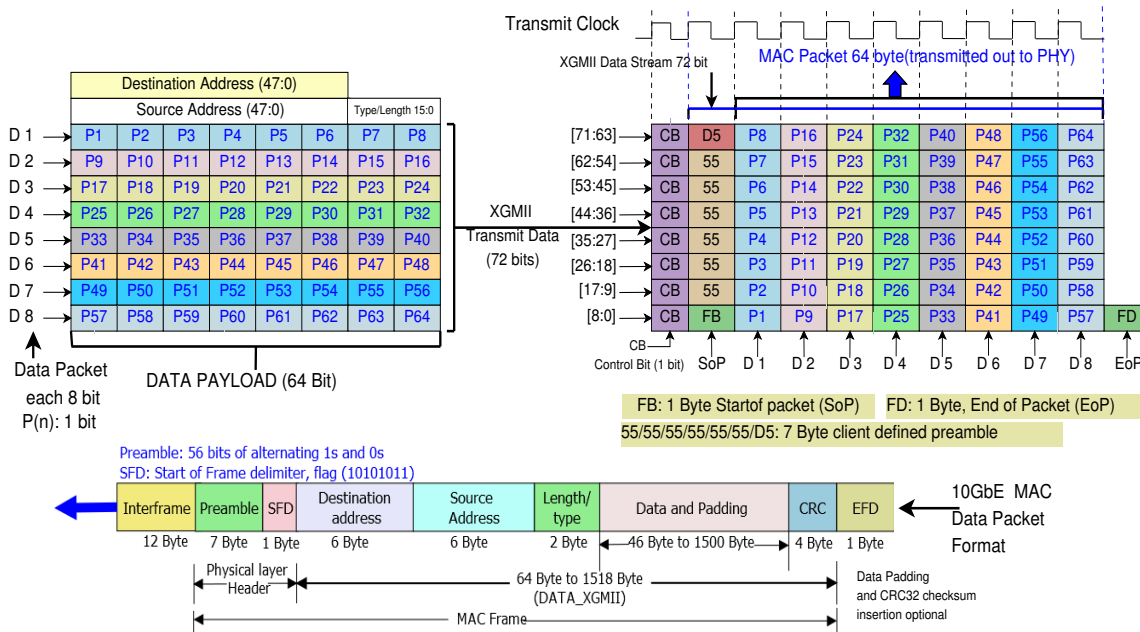 Transmit Clock
XGMII Data Stream 72 bit
MAC Packet 64 byte(transmitted out to PHY)
Destination Address (47:0)
Source Address (47:0) Type/Length 15:0
D 1 P1 P2 P3 P4 P5 P6 P7 P8
D 2 P9 P10 P11 P12 P13 P14 P15 P16
D 3 P17 P18 P19 P20 P21 P22 P23 P24
D 4 P25 P26 P27 P28 P29 P30 P31 P32
D 5 P33 P34 P35 P36 P37 P38 P39 P40
D 6 P41 P42 P43 P44 P45 P46 P47 P48
D 7 P49 P50 P51 P52 P53 P54 P55 P56
D 8 P57 P58 P59 P60 P61 P62 P63 P64
Data Packet
each 8 bit
P(n): 1 bit
DATA PAYLOAD (64 Bit)
XGMII
Transmit Data
(72 bits)
[71:63] CB D5 P8 P16 P24 P32 P40 P48 P56 P64
[62:54] CB 55 P7 P15 P23 P31 P39 P47 P55 P63
[53:45] CB 55 P6 P14 P22 P30 P38 P46 P54 P62
[44:36] CB 55 P5 P13 P21 P29 P37 P45 P53 P61
[35:27] CB 55 P4 P12 P20 P28 P36 P44 P52 P60
[26:18] CB 55 P3 P11 P19 P27 P35 P43 P51 P59
[17:9] CB 55 P2 P10 P18 P26 P34 P42 P50 P58
[8:0] CB FB P1 P9 P17 P25 P33 P41 P49 P57 FD
CB
Control Bit (1 bit) SoP D 1 D 2 D 3 D 4 D 5 D 6 D 7 D 8 EoP
FB: 1 Byte Startof packet (SoP) FD: 1 Byte, End of Packet (EoP)
55/55/55/55/55/55/D5: 7 Byte client defined preamble
Preamble: 56 bits of alternating 1s and 0s
SFD: Start of Frame delimiter, flag (10101011)
Interframe Preamble SFD Destination address Source Address Length/ type Data and Padding CRC EFD
12 Byte 7 Byte 1 Byte 6 Byte 6 Byte 2 Byte 46 Byte to 1500 Byte 4 Byte 1 Byte
10GbE MAC
Data Packet
Format
Physical layer
Header
64 Byte to 1518 Byte
(DATA_XGMII)
MAC Frame
Data Padding
and CRC32 checksum
insertion optional